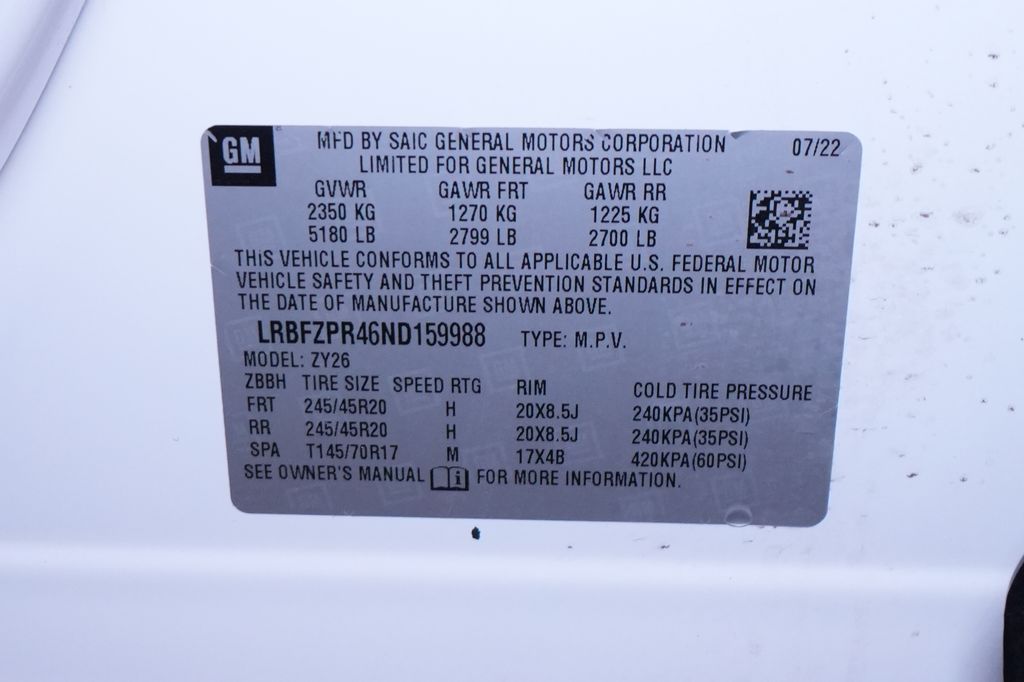 GM
MFD BY SAIC GENERAL MOTORS CORPORATION 07/22
LIMITED FOR GENERAL MOTORS LLC
GVWR GAWR FRT GAWR RR
2350 KG 1270 KG 1225 KG
5180 LB 2799 LB 2700 LB
THIS VEHICLE CONFORMS TO ALL APPLICABLE U.S. FEDERAL MOTOR
VEHICLE SAFETY AND THEFT PREVENTION STANDARDS IN EFFECT ON
THE DATE OF MANUFACTURE SHOWN ABOVE.
LRBFZPR46ND159988 TYPE: M.P.V.
MODEL: ZY26
ZBBH TIRE SIZE SPEED RTG RIM COLD TIRE PRESSURE
FRT 245/45R20 H 20X8.5J 240KPA(35PSI)
RR 245/45R20 H 20X8.5J 240KPA(35PSI)
SPA T145/70R17 M 17X4B 420KPA(60PSI)
SEE OWNER'S MANUAL i FOR MORE INFORMATION.